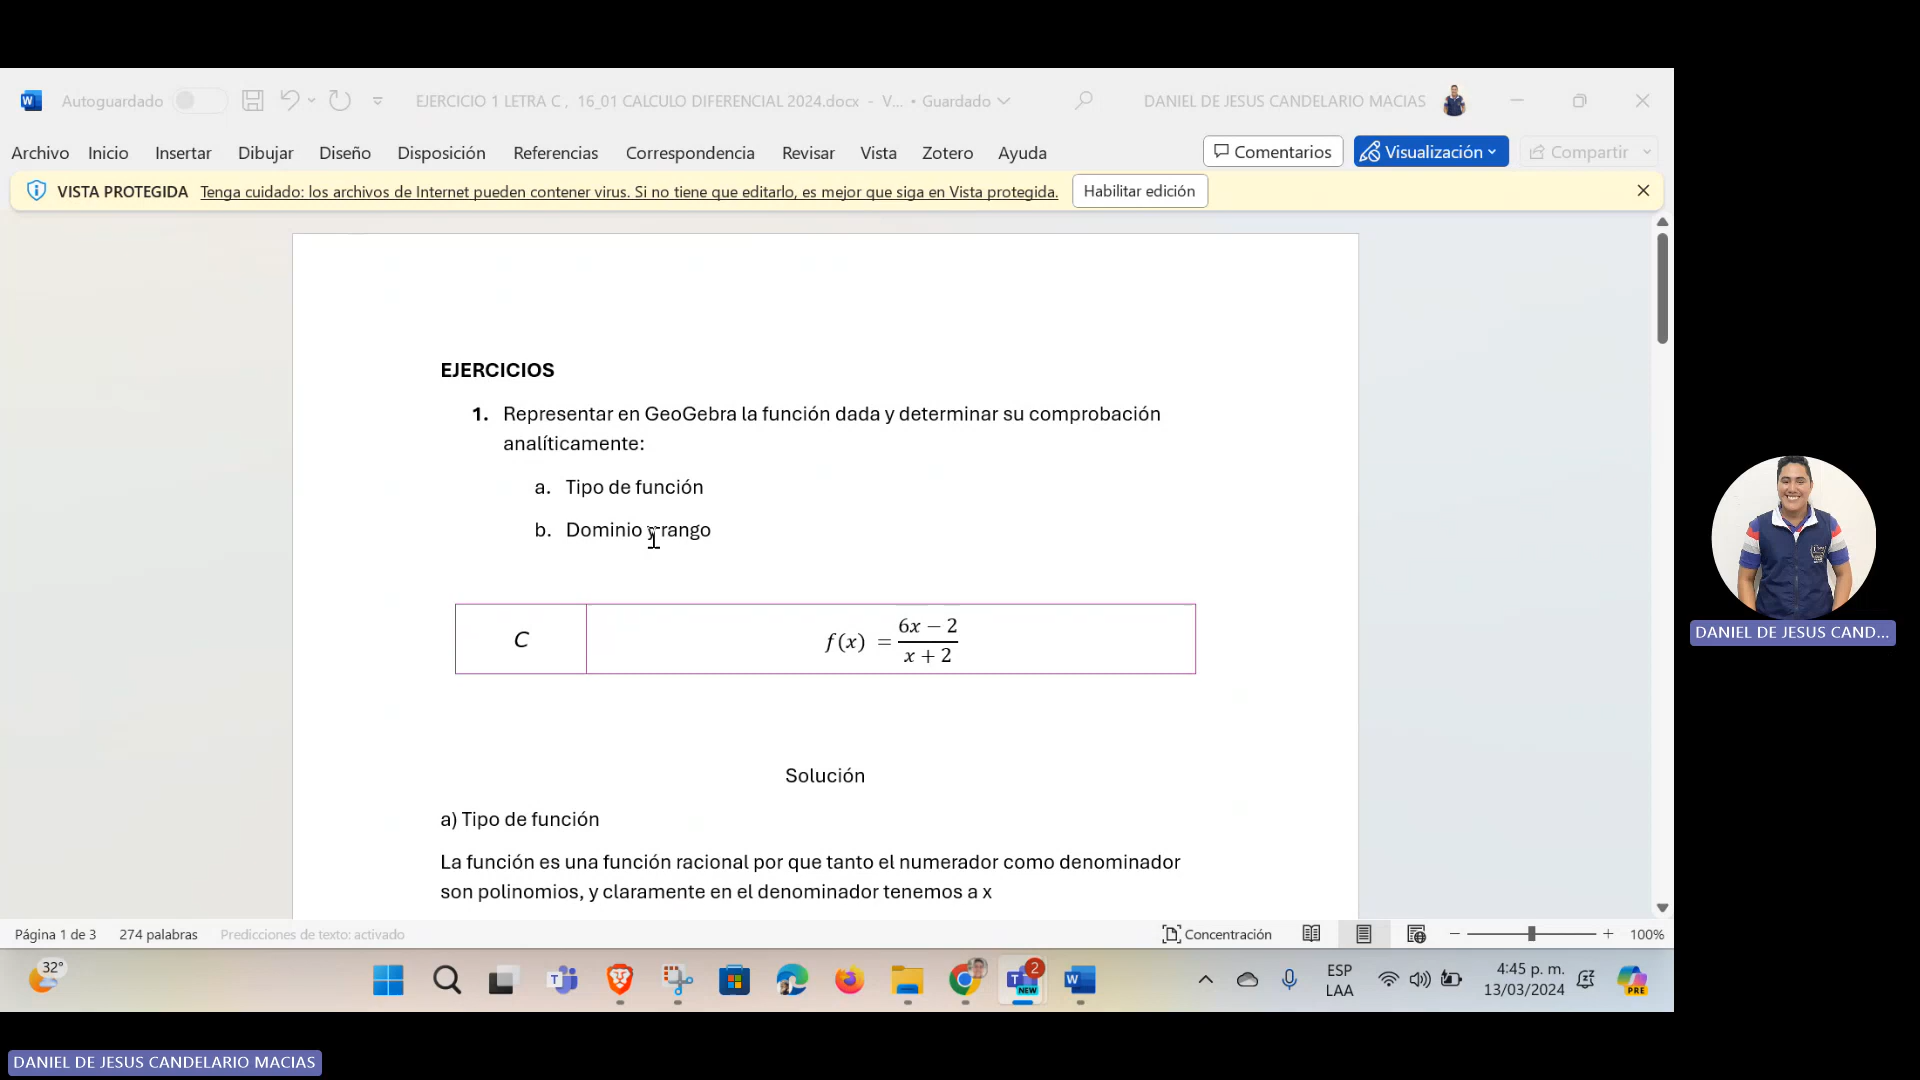 Autoguardado
EJERCICIO 1 LETRA C , 16_01 CALCULO DIFERENCIAL 2024.docx - V... • Guardado
DANIEL DE JESUS CANDELARIO MACIAS
Archivo Inicio Insertar Dibujar Diseño Disposición Referencias Correspondencia Revisar Vista Zotero Ayuda
Comentarios Visualización Compartir
VISTA PROTEGIDA Tenga cuidado: los archivos de Internet pueden contener virus. Si no tiene que editarlo, es mejor que siga en Vista protegida. Habilitar edición
EJERCICIOS
1. Representar en GeoGebra la función dada y determinar su comprobación
analíticamente:
a. Tipo de función
b. Dominio y rango
C f(x) = (6x − 2)/(x + 2)
Solución
a) Tipo de función
La función es una función racional por que tanto el numerador como denominador
son polinomios, y claramente en el denominador tenemos a x
DANIEL DE JESUS CAND...
Página 1 de 3 274 palabras Predicciones de texto: activado Concentración 100%
32°
2
NEW
ESP
LAA
4:45 p. m.
13/03/2024
PRE
DANIEL DE JESUS CANDELARIO MACIAS